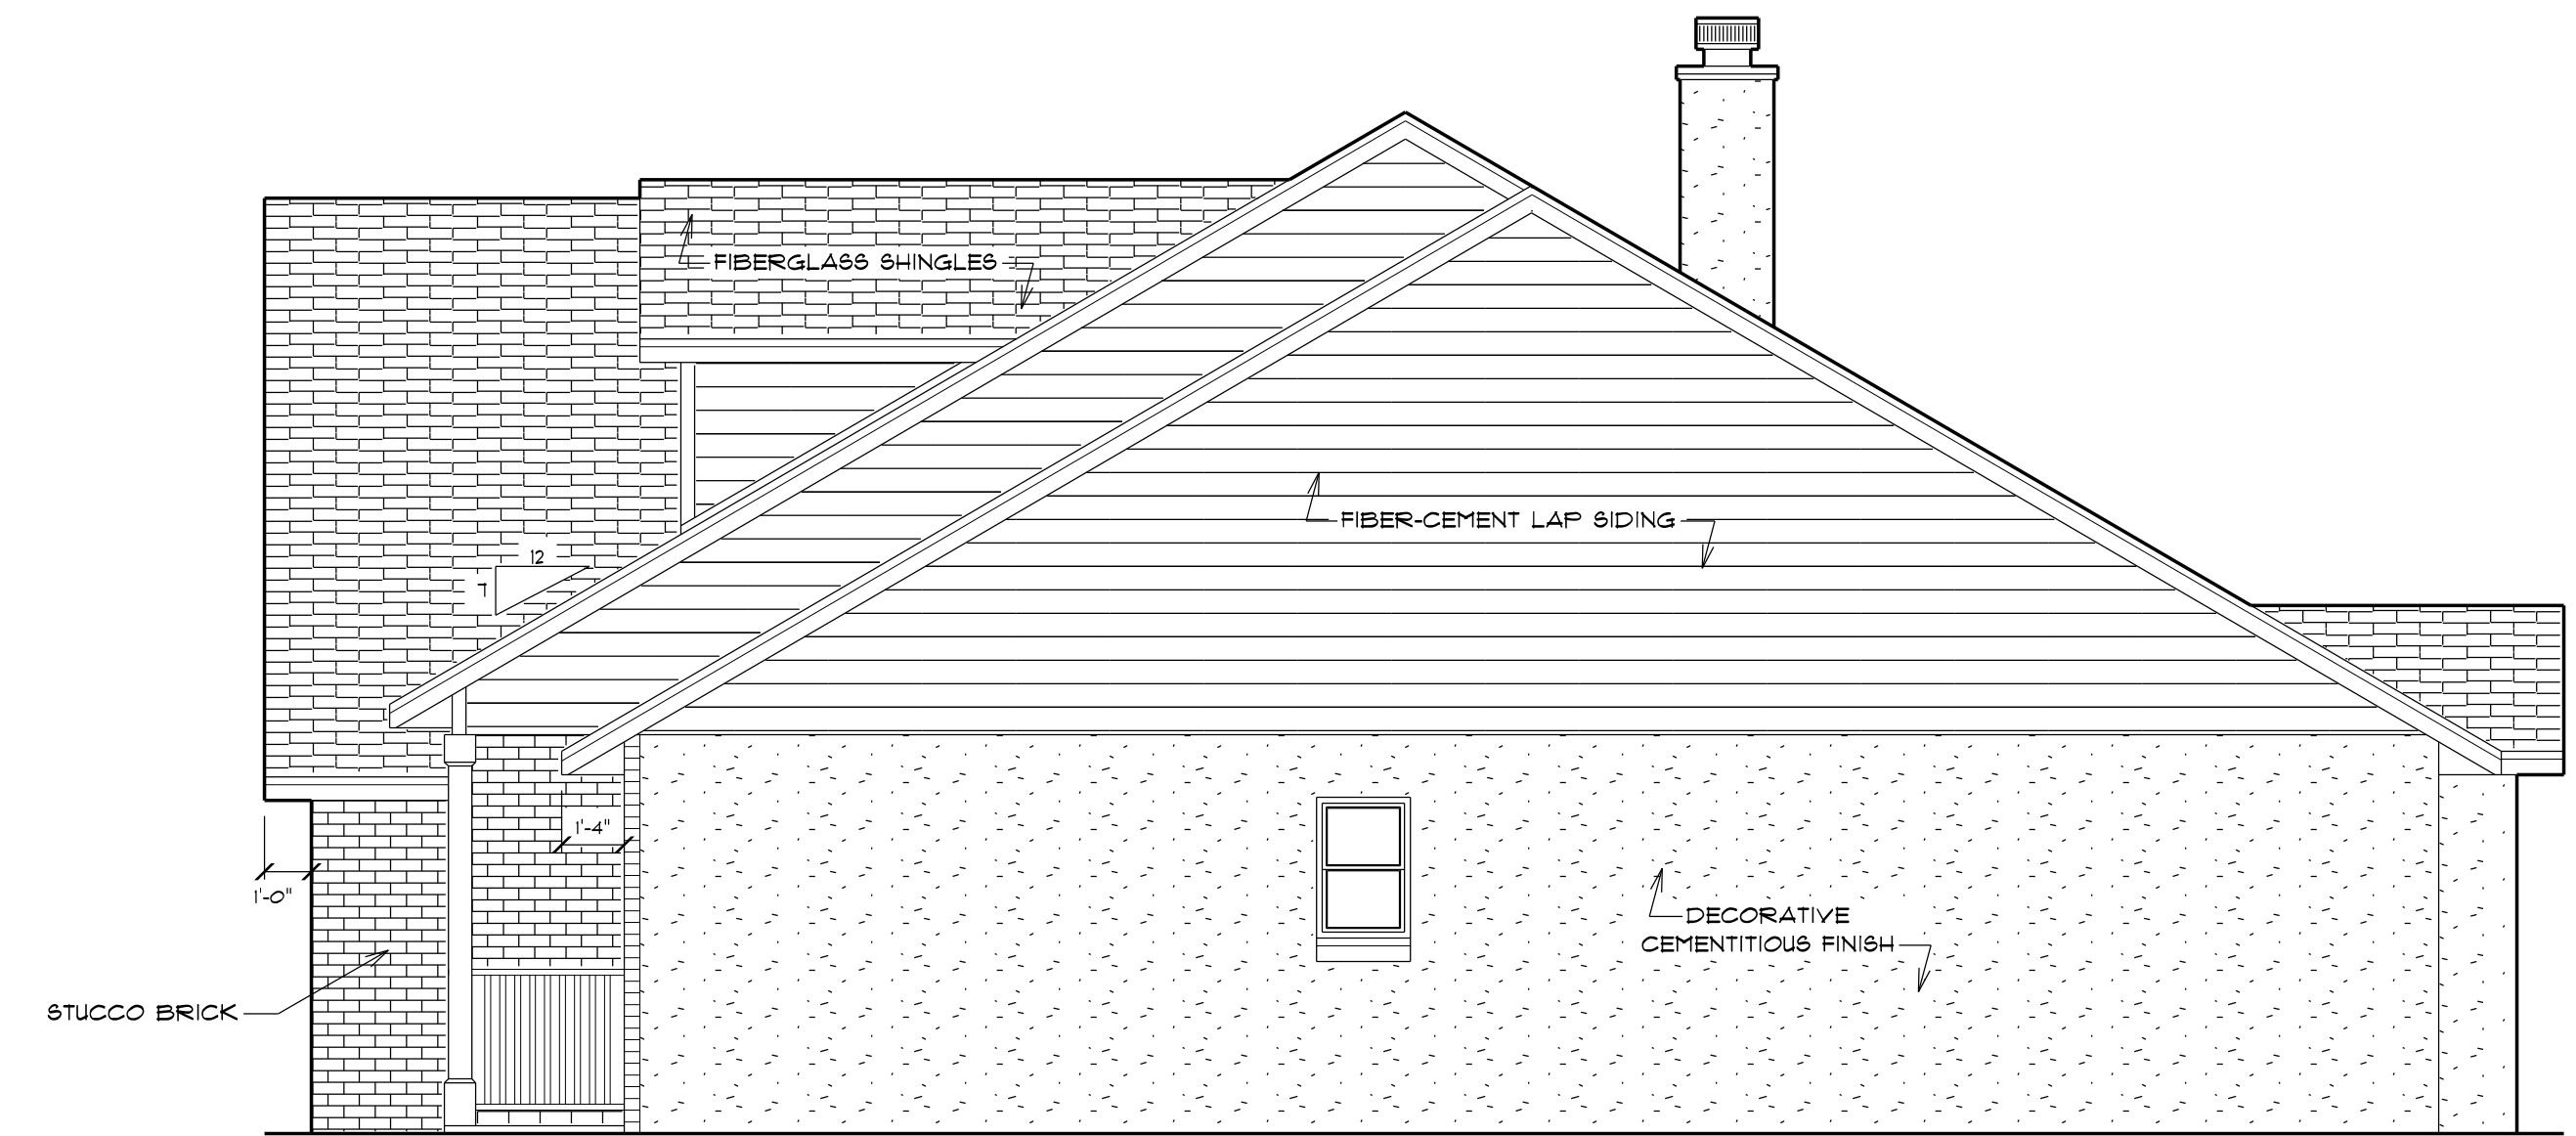 FIBERGLASS SHINGLES
FIBER-CEMENT LAP SIDING
12
7
1'-4"
1'-0"
DECORATIVE
CEMENTITIOUS FINISH
STUCCO BRICK